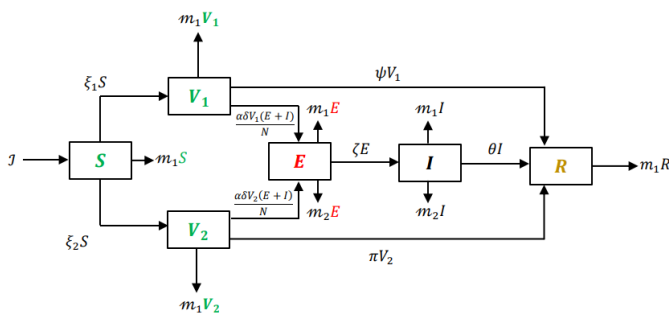 m₁V₁
ξ₁S
V₁
ψV₁
αδV₁(E + I)
N
m₁E
m₁I
ℐ
S
m₁S
E
ζE
I
θI
R
m₁R
αδV₂(E + I)
N
m₂E
m₂I
ξ₂S
V₂
πV₂
m₁V₂